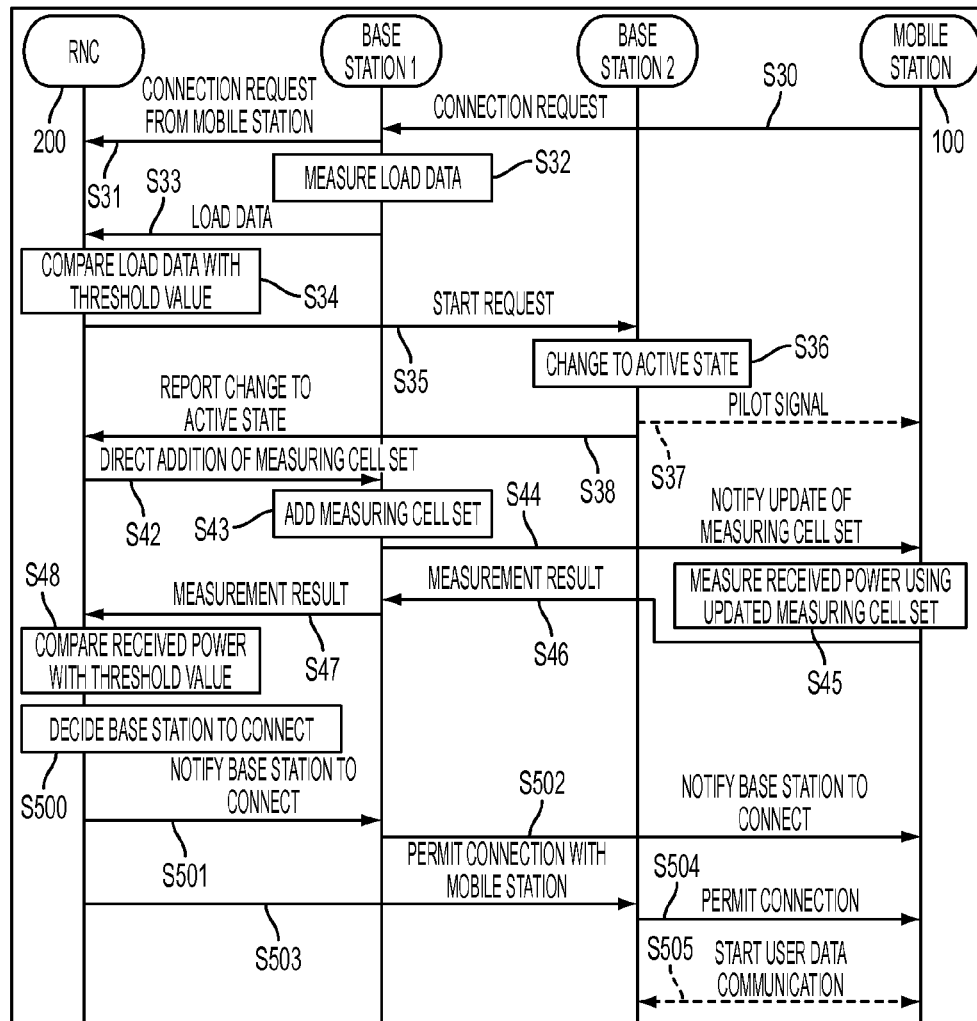 RNC
BASE
STATION 1
BASE
STATION 2
MOBILE
STATION
200
100
CONNECTION REQUEST
FROM MOBILE STATION
S31
CONNECTION REQUEST
S30
MEASURE LOAD DATA
S32
S33
LOAD DATA
COMPARE LOAD DATA WITH
THRESHOLD VALUE
S34
START REQUEST
S35
CHANGE TO ACTIVE STATE
S36
REPORT CHANGE TO
ACTIVE STATE
S38
PILOT SIGNAL
S37
DIRECT ADDITION OF MEASURING CELL SET
S42
S43
ADD MEASURING CELL SET
S44
NOTIFY UPDATE OF
MEASURING CELL SET
MEASURE RECEIVED POWER USING
UPDATED MEASURING CELL SET
S45
MEASUREMENT RESULT
S46
MEASUREMENT RESULT
S47
S48
COMPARE RECEIVED POWER
WITH THRESHOLD VALUE
DECIDE BASE STATION TO CONNECT
S500
NOTIFY BASE STATION TO
CONNECT
S501
S502
NOTIFY BASE STATION TO
CONNECT
PERMIT CONNECTION WITH
MOBILE STATION
S503
S504
PERMIT CONNECTION
S505
START USER DATA
COMMUNICATION